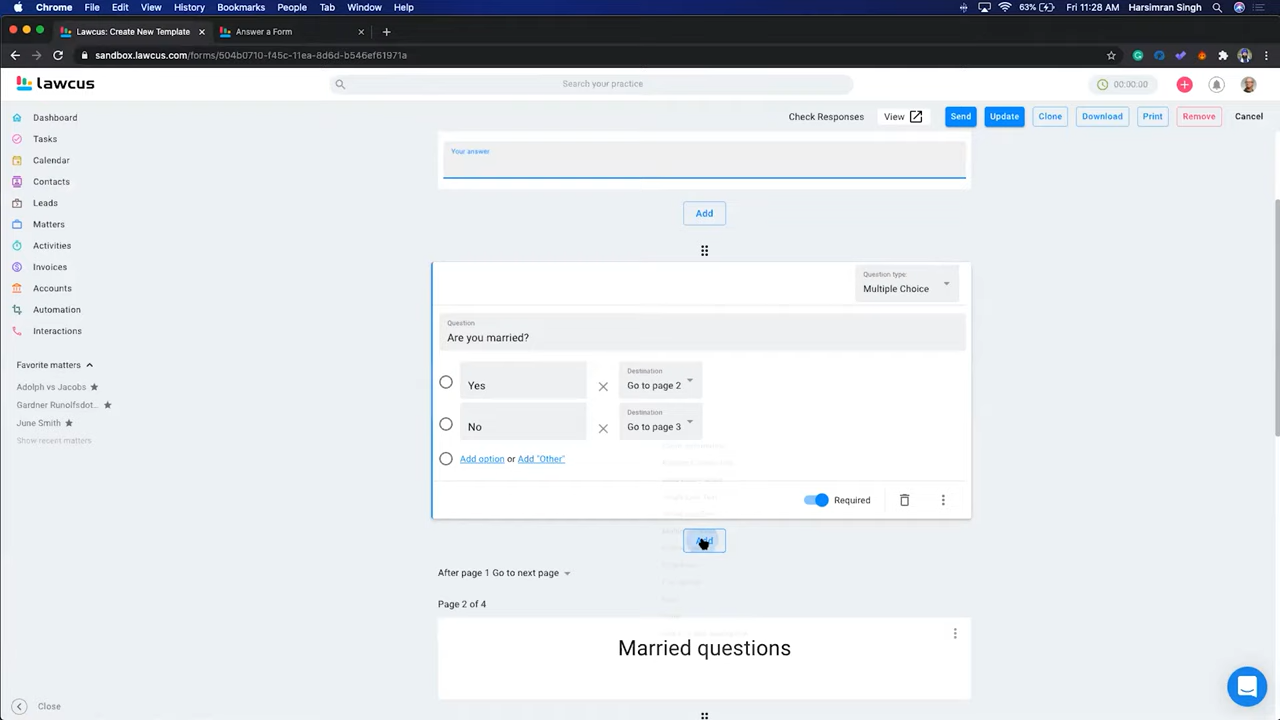 Chrome File Edit View History Bookmarks People Tab Window Help 63% Fri 11:28 AM Harsimran Singh
Lawcus: Create New Template Answer a Form
sandbox.lawcus.com/forms/504b0710-f45c-11ea-8d6d-b546ef61971a
lawcus Search your practice 00:00:00
Check Responses View Send Update Clone Download Print Remove Cancel
Dashboard
Tasks
Calendar
Contacts
Leads
Matters
Activities
Invoices
Accounts
Automation
Interactions
Favorite matters
Adolph vs Jacobs
Gardner Runolfsdot...
June Smith
Show recent matters
Close
Your answer
Add
Question type:
Multiple Choice
Question
Are you married?
Yes
Destination
Go to page 2
No
Destination
Go to page 3
Add option or Add "Other"
Required
Add
After page 1 Go to next page
Page 2 of 4
Married questions